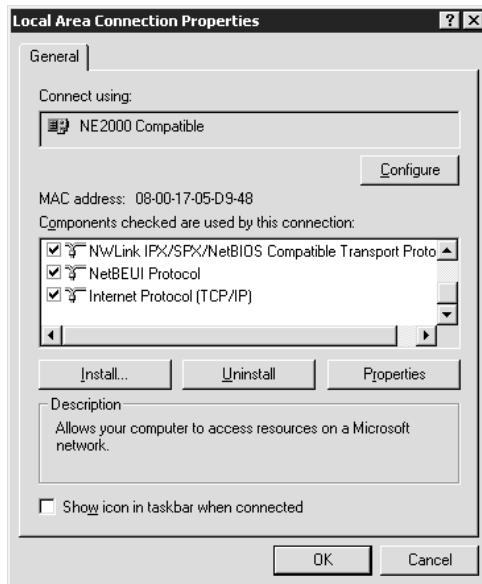 Local Area Connection Properties
General
Connect using:
NE2000 Compatible
Configure
MAC address: 08-00-17-05-D9-48
Components checked are used by this connection:
NWLink IPX/SPX/NetBIOS Compatible Transport Proto
NetBEUI Protocol
Internet Protocol (TCP/IP)
Install... Uninstall Properties
Description
Allows your computer to access resources on a Microsoft
network.
Show icon in taskbar when connected
OK Cancel